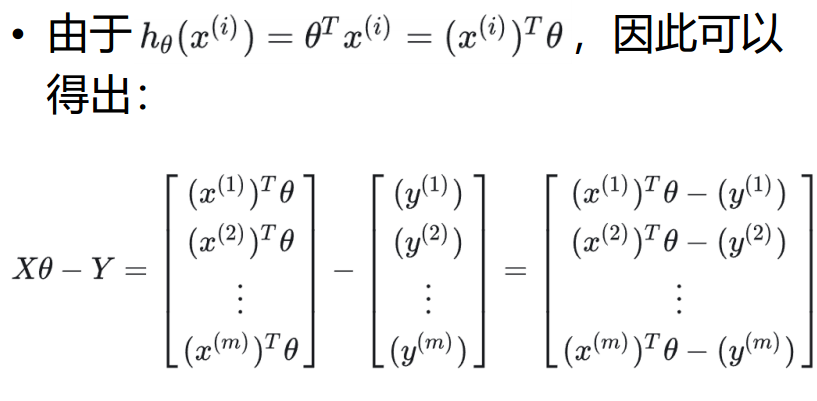 • 由于 $h_\theta(x^{(i)}) = \theta^T x^{(i)} = (x^{(i)})^T \theta$ ，因此可以
得出：
$X\theta - Y = \begin{bmatrix} (x^{(1)})^T\theta \\ (x^{(2)})^T\theta \\ \vdots \\ (x^{(m)})^T\theta \end{bmatrix} - \begin{bmatrix} (y^{(1)}) \\ (y^{(2)}) \\ \vdots \\ (y^{(m)}) \end{bmatrix} = \begin{bmatrix} (x^{(1)})^T\theta - (y^{(1)}) \\ (x^{(2)})^T\theta - (y^{(2)}) \\ \vdots \\ (x^{(m)})^T\theta - (y^{(m)}) \end{bmatrix}$